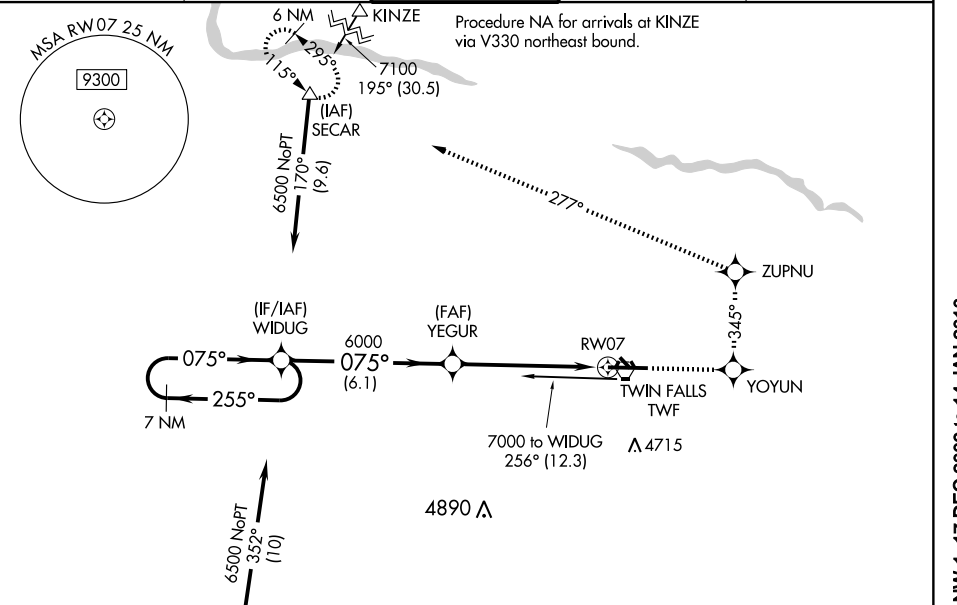 MSA RW07 25 NM
9300
6 NM
KINZE
Procedure NA for arrivals at KINZE
via V330 northeast bound.
295°
115°
7100
195° (30.5)
(IAF)
SECAR
6500 NoPT
170°
(9.6)
277°
ZUPNU
345°
(IF/IAF)
WIDUG
(FAF)
YEGUR
RW07
075°
6000
075°
(6.1)
255°
7 NM
TWIN FALLS
TWF
YOYUN
7000 to WIDUG
256° (12.3)
4715
4890
6500 NoPT
352°
(10)